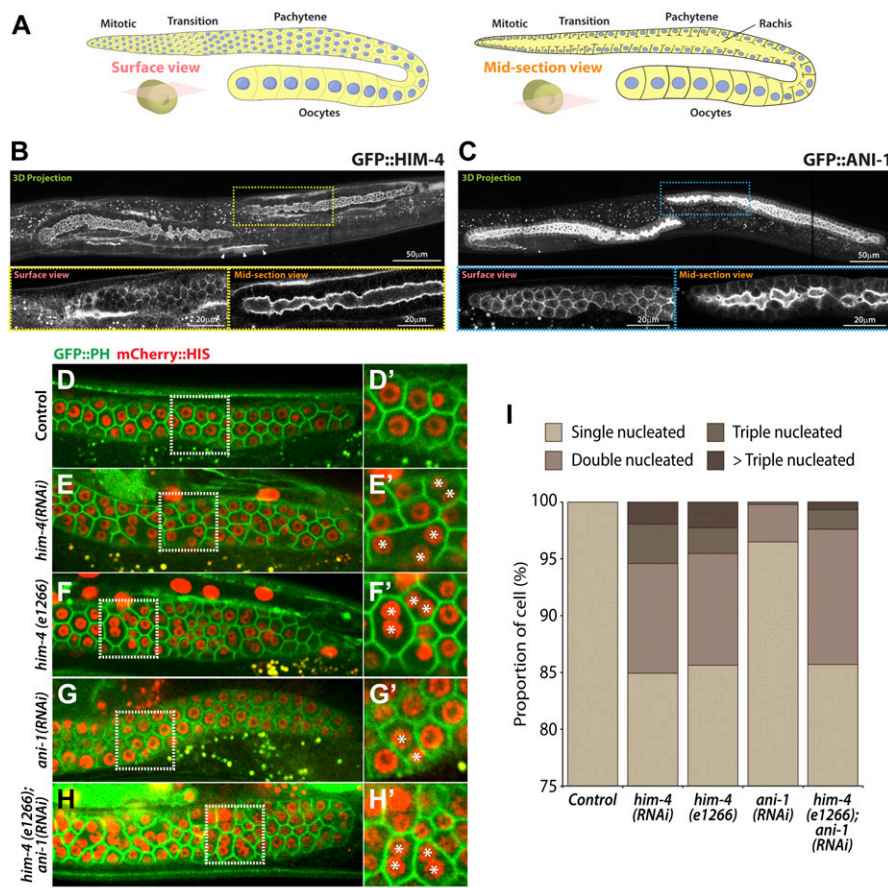 A
Mitotic Transition Pachytene
Surface view
Oocytes
Mitotic Transition Pachytene Rachis
Mid-section view
Oocytes
B GFP::HIM-4
3D Projection
50μm
Surface view
20μm
Mid-section view
20μm
C GFP::ANI-1
3D Projection
50μm
Surface view
20μm
Mid-section view
20μm
GFP::PH mCherry::HIS
Control
D D'
him-4(RNAi)
E E'
* *
* *
him-4 (e1266)
F F'
* * * *
ani-1(RNAi)
G G'
* *
him-4 (e1266);
ani-1(RNAi)
H H'
* * * *
I
Single nucleated Triple nucleated
Double nucleated > Triple nucleated
Proportion of cell (%)
100
95
90
85
80
75
Control
him-4
(RNAi)
him-4
(e1266)
ani-1
(RNAi)
him-4
(e1266);
ani-1
(RNAi)